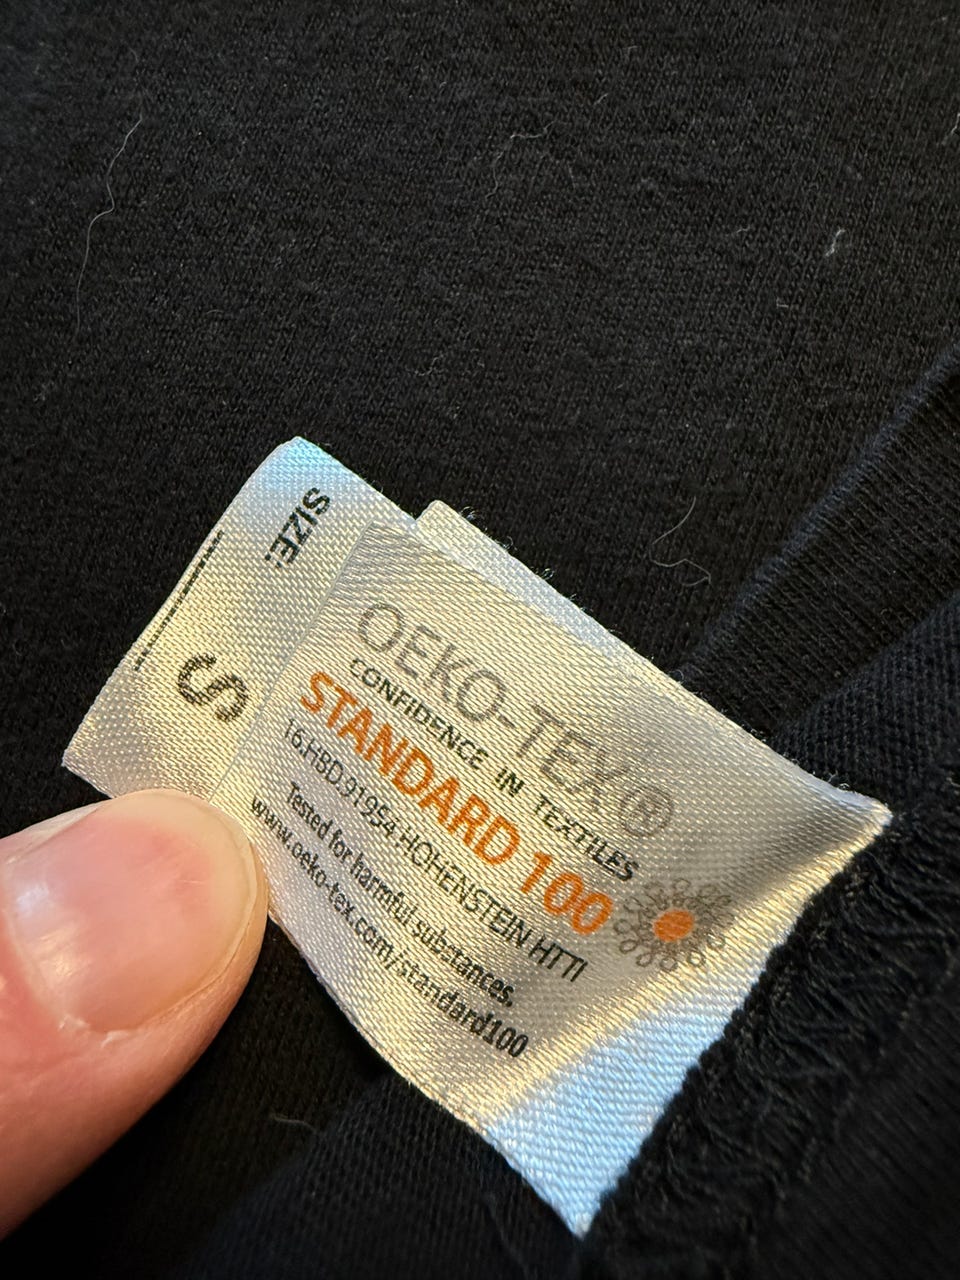 SIZE:
S
OEKO-TEX®
CONFIDENCE IN TEXTILES
STANDARD 100
16.HBD.91954 HOHENSTEIN HTTI
Tested for harmful substances.
www.oeko-tex.com/standard100